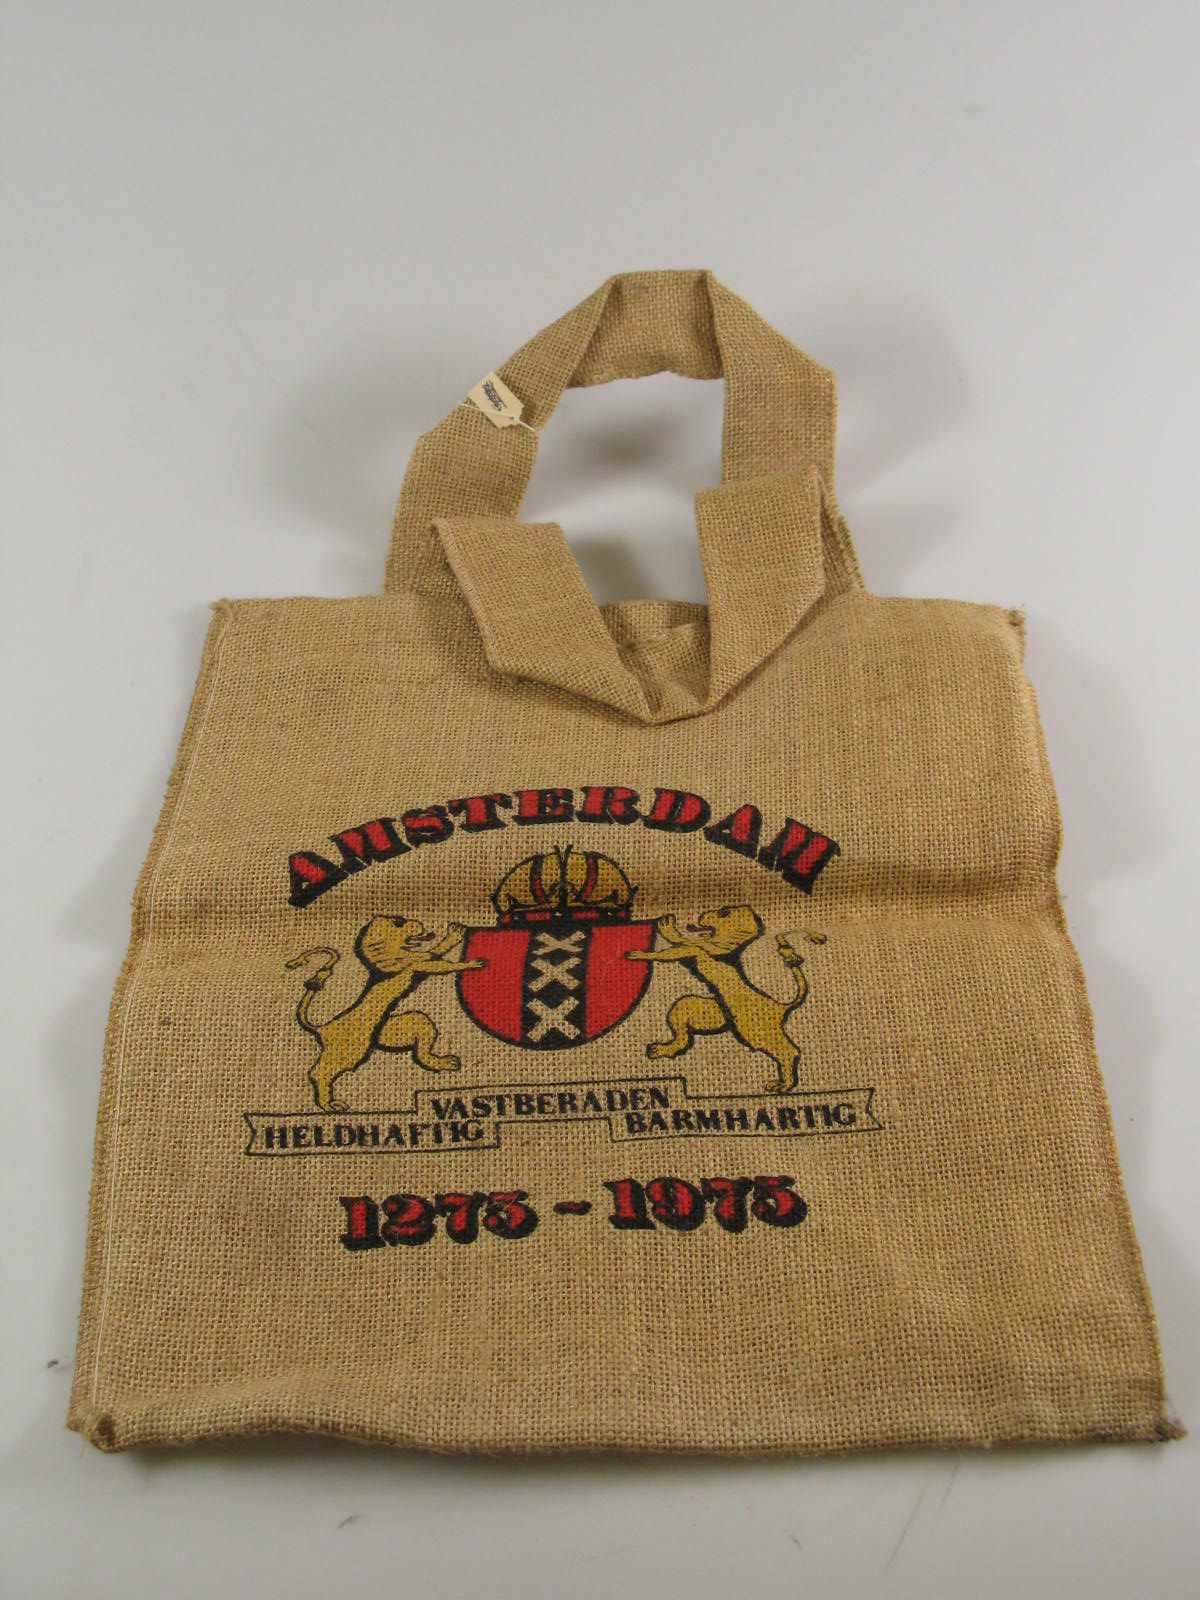 AMSTERDAM
VASTBERADEN
HELDHAFTIG BARMHARTIG
1275 - 1975